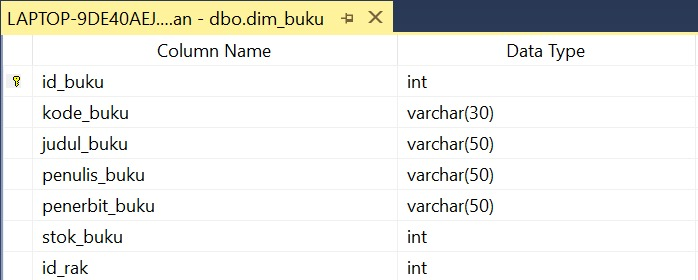 LAPTOP-9DE40AEJ....an - dbo.dim_buku
Column Name Data Type
id_buku int
kode_buku varchar(30)
judul_buku varchar(50)
penulis_buku varchar(50)
penerbit_buku varchar(50)
stok_buku int
id_rak int